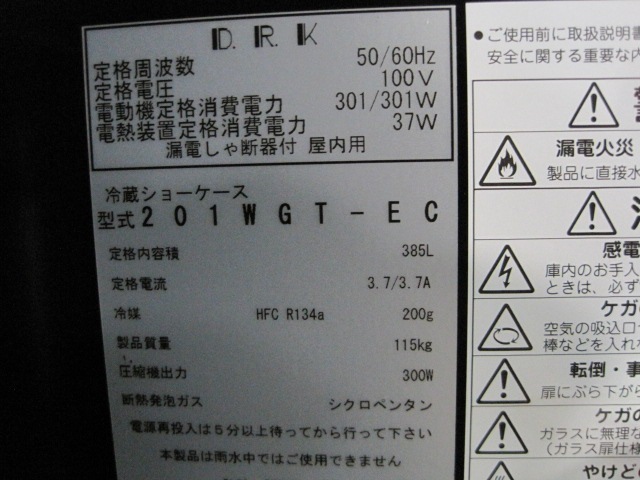 D. R. K
定格周波数 50/60Hz
定格電圧 100V
電動機定格消費電力 301/301W
電熱装置定格消費電力 37W
漏電しゃ断器付 屋内用
冷蔵ショーケース
型式 201WGT-EC
定格内容積 385L
定格電流 3.7/3.7A
冷媒 HFC R134a 200g
製品質量 115kg
圧縮機出力 300W
断熱発泡ガス シクロペンタン
電源再投入は5分以上待ってから行って下さい
本製品は雨水中ではご使用できません
●ご使用前に取扱説明書
安全に関する重要な内
漏電火災
製品に直接水
感電
庫内のお手入
ときは、必ず
ケガの
空気の吸込口
棒などを入れ
転倒・事
扉にぶら下がら
ケガの
ガラスに無理な
（ガラス扉仕様
やけどの